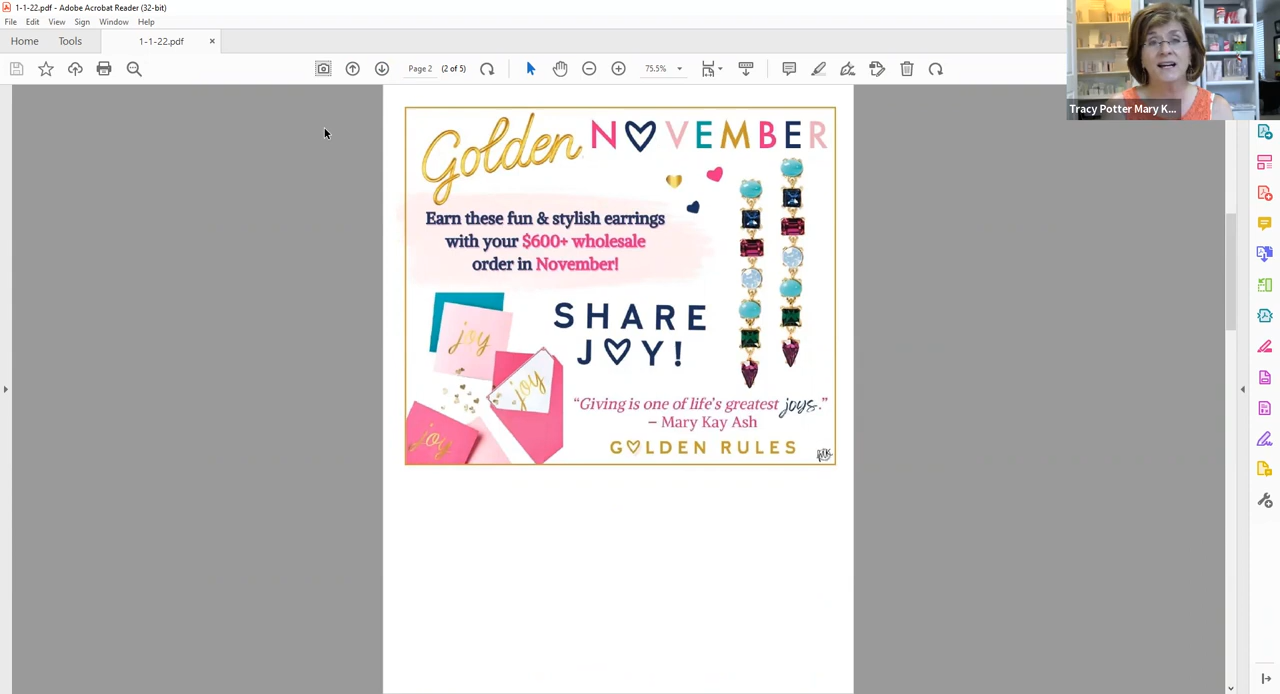 1-1-22.pdf - Adobe Acrobat Reader (32-bit)
File Edit View Sign Window Help
Home Tools 1-1-22.pdf ×
Page 2 (2 of 5) 75.5%
Tracy Potter Mary K...
Golden NOVEMBER
Earn these fun & stylish earrings
with your $600+ wholesale
order in November!
SHARE
JOY!
joy
joy
joy
“Giving is one of life's greatest joys.”
– Mary Kay Ash
GOLDEN RULES